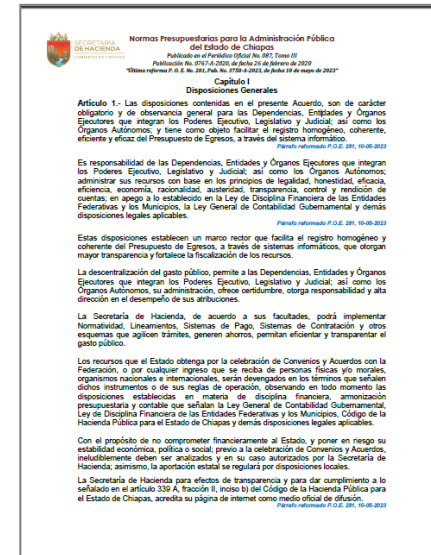 SECRETARÍA
DE HACIENDA
GOBIERNO DE CHIAPAS
Normas Presupuestarias para la Administración Pública
del Estado de Chiapas
Publicado en el Periódico Oficial No. 087, Tomo III
Publicación No. 0767-A-2020, de fecha 26 de febrero de 2020
"Última reforma P. O. E. No. 281, Pub. No. 3758-A-2023, de fecha 10 de mayo de 2023"
Capítulo I
Disposiciones Generales
Artículo 1.- Las disposiciones contenidas en el presente Acuerdo, son de carácter
obligatorio y de observancia general para las Dependencias, Entidades y Órganos
Ejecutores que integran los Poderes Ejecutivo, Legislativo y Judicial; así como los
Órganos Autónomos; y tiene como objeto facilitar el registro homogéneo, coherente,
eficiente y eficaz del Presupuesto de Egresos, a través del sistema informático.
Párrafo reformado P.O.E. 281, 10-05-2023
Es responsabilidad de las Dependencias, Entidades y Órganos Ejecutores que integran
los Poderes Ejecutivo, Legislativo y Judicial; así como los Órganos Autónomos;
administrar sus recursos con base en los principios de legalidad, honestidad, eficacia,
eficiencia, economía, racionalidad, austeridad, transparencia, control y rendición de
cuentas; en apego a lo establecido en la Ley de Disciplina Financiera de las Entidades
Federativas y los Municipios, la Ley General de Contabilidad Gubernamental y demás
disposiciones legales aplicables.
Párrafo reformado P.O.E. 281, 10-05-2023
Estas disposiciones establecen un marco rector que facilita el registro homogéneo y
coherente del Presupuesto de Egresos, a través de sistemas informáticos, que otorgan
mayor transparencia y fortalece la fiscalización de los recursos.
La descentralización del gasto público, permite a las Dependencias, Entidades y Órganos
Ejecutores que integran los Poderes Ejecutivo, Legislativo y Judicial; así como los
Órganos Autónomos, su administración, ofrece certidumbre, otorga responsabilidad y alta
dirección en el desempeño de sus atribuciones.
La Secretaría de Hacienda, de acuerdo a sus facultades, podrá implementar
Normatividad, Lineamientos, Sistemas de Pago, Sistemas de Contratación y otros
esquemas que agilicen trámites, generen ahorros, permitan eficientar y transparentar el
gasto público.
Los recursos que el Estado obtenga por la celebración de Convenios y Acuerdos con la
Federación, o por cualquier ingreso que se reciba de personas físicas y/o morales,
organismos nacionales e internacionales, serán devengados en los términos que señalen
dichos instrumentos o de sus reglas de operación, observando en todo momento las
disposiciones establecidas en materia de disciplina financiera, armonización
presupuestaria y contable que señalan la Ley General de Contabilidad Gubernamental,
Ley de Disciplina Financiera de las Entidades Federativas y los Municipios, Código de la
Hacienda Pública para el Estado de Chiapas y demás disposiciones legales aplicables.
Con el propósito de no comprometer financieramente al Estado, y poner en riesgo su
estabilidad económica, política o social; previo a la celebración de Convenios y Acuerdos,
ineludiblemente deben ser analizados y en su caso autorizados por la Secretaría de
Hacienda; asimismo, la aportación estatal se regulará por disposiciones locales.
La Secretaría de Hacienda para efectos de transparencia y para dar cumplimiento a lo
señalado en el artículo 339 A, fracción II, inciso b) del Código de la Hacienda Pública para
el Estado de Chiapas, acredita su página de internet como medio oficial de difusión.
Párrafo reformado P.O.E. 281, 10-05-2023